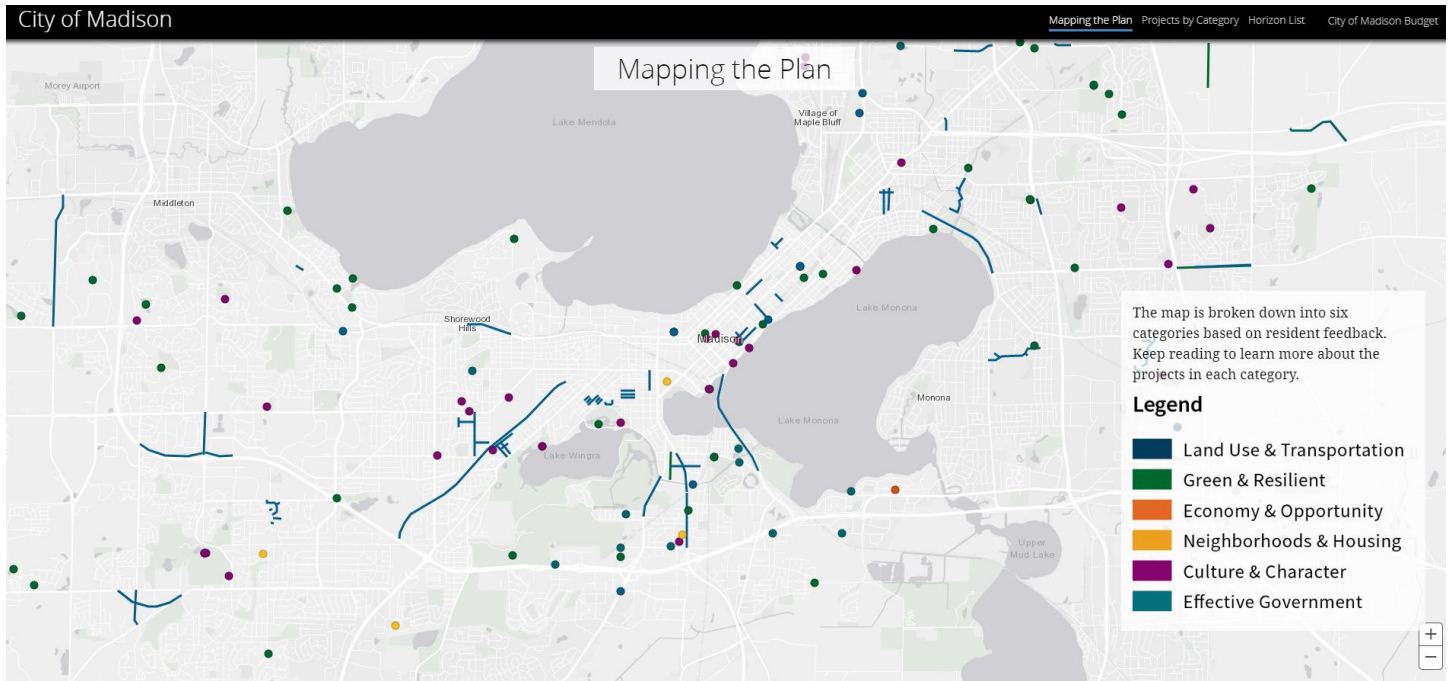 City of Madison
Mapping the Plan Projects by Category Horizon List City of Madison Budget
Mapping the Plan
Morey Airport
Lake Mendota
Village of
Maple Bluff
Middleton
Shorewood
Hills
Madison
Lake Monona
Monona
Lake Monona
Lake Wingra
Upper
Mud Lake
The map is broken down into six
categories based on resident feedback.
Keep reading to learn more about the
projects in each category.
Legend
Land Use & Transportation
Green & Resilient
Economy & Opportunity
Neighborhoods & Housing
Culture & Character
Effective Government
+
−